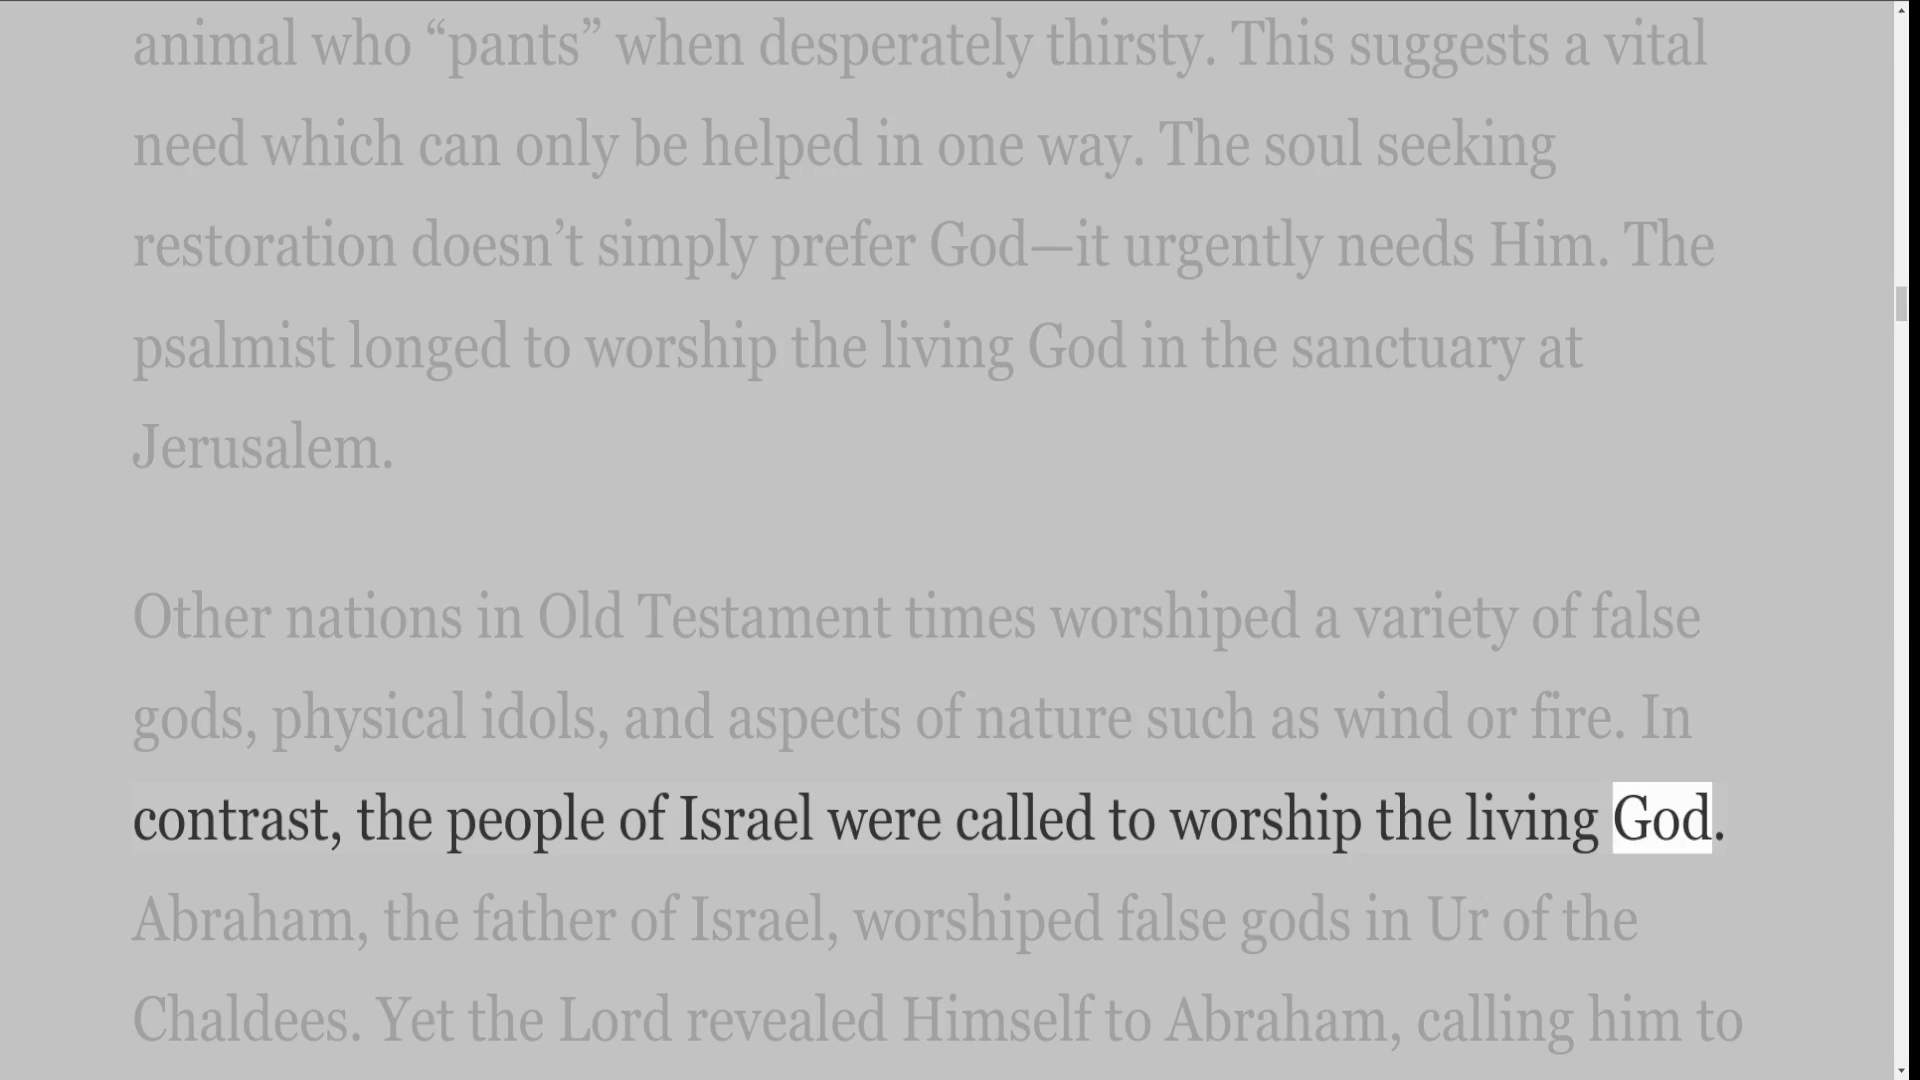 animal who “pants” when desperately thirsty. This suggests a vital
need which can only be helped in one way. The soul seeking
restoration doesn’t simply prefer God—it urgently needs Him. The
psalmist longed to worship the living God in the sanctuary at
Jerusalem.
Other nations in Old Testament times worshiped a variety of false
gods, physical idols, and aspects of nature such as wind or fire. In
contrast, the people of Israel were called to worship the living God.
Abraham, the father of Israel, worshiped false gods in Ur of the
Chaldees. Yet the Lord revealed Himself to Abraham, calling him to